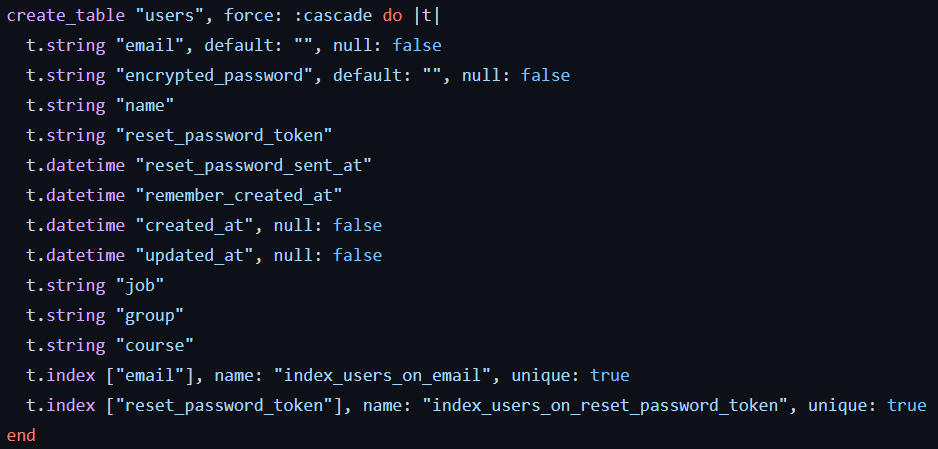 create_table "users", force: :cascade do |t|
t.string "email", default: "", null: false
t.string "encrypted_password", default: "", null: false
t.string "name"
t.string "reset_password_token"
t.datetime "reset_password_sent_at"
t.datetime "remember_created_at"
t.datetime "created_at", null: false
t.datetime "updated_at", null: false
t.string "job"
t.string "group"
t.string "course"
t.index ["email"], name: "index_users_on_email", unique: true
t.index ["reset_password_token"], name: "index_users_on_reset_password_token", unique: true
end